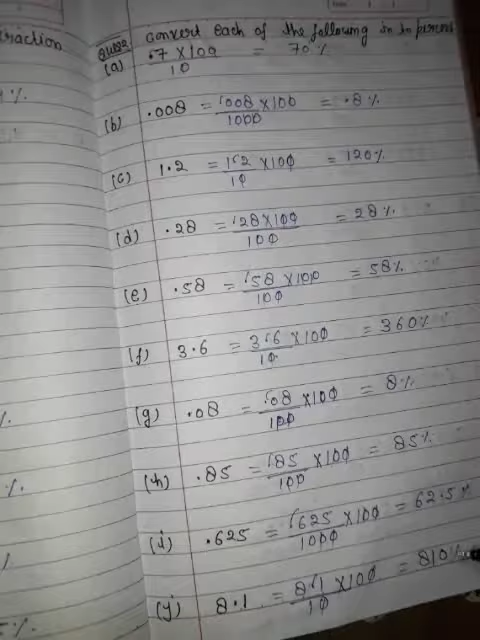 raction
Ques2 convert each of the following in to percent
(a) .7 × 100 / 10 = 70%
(b) .008 = 008 × 100 / 1000 = .8%
(c) 1.2 = 12 × 100 / 10 = 120%
(d) .28 = 28 × 100 / 100 = 28%
(e) .58 = 58 × 100 / 100 = 58%
(f) 3.6 = 36 × 100 / 10 = 360%
(g) .08 = 08 × 100 / 100 = 8%
(h) .85 = 85 × 100 / 100 = 85%
(i) .625 = 625 × 100 / 1000 = 62.5%
(j) 8.1 = 81 × 100 / 10 = 810%